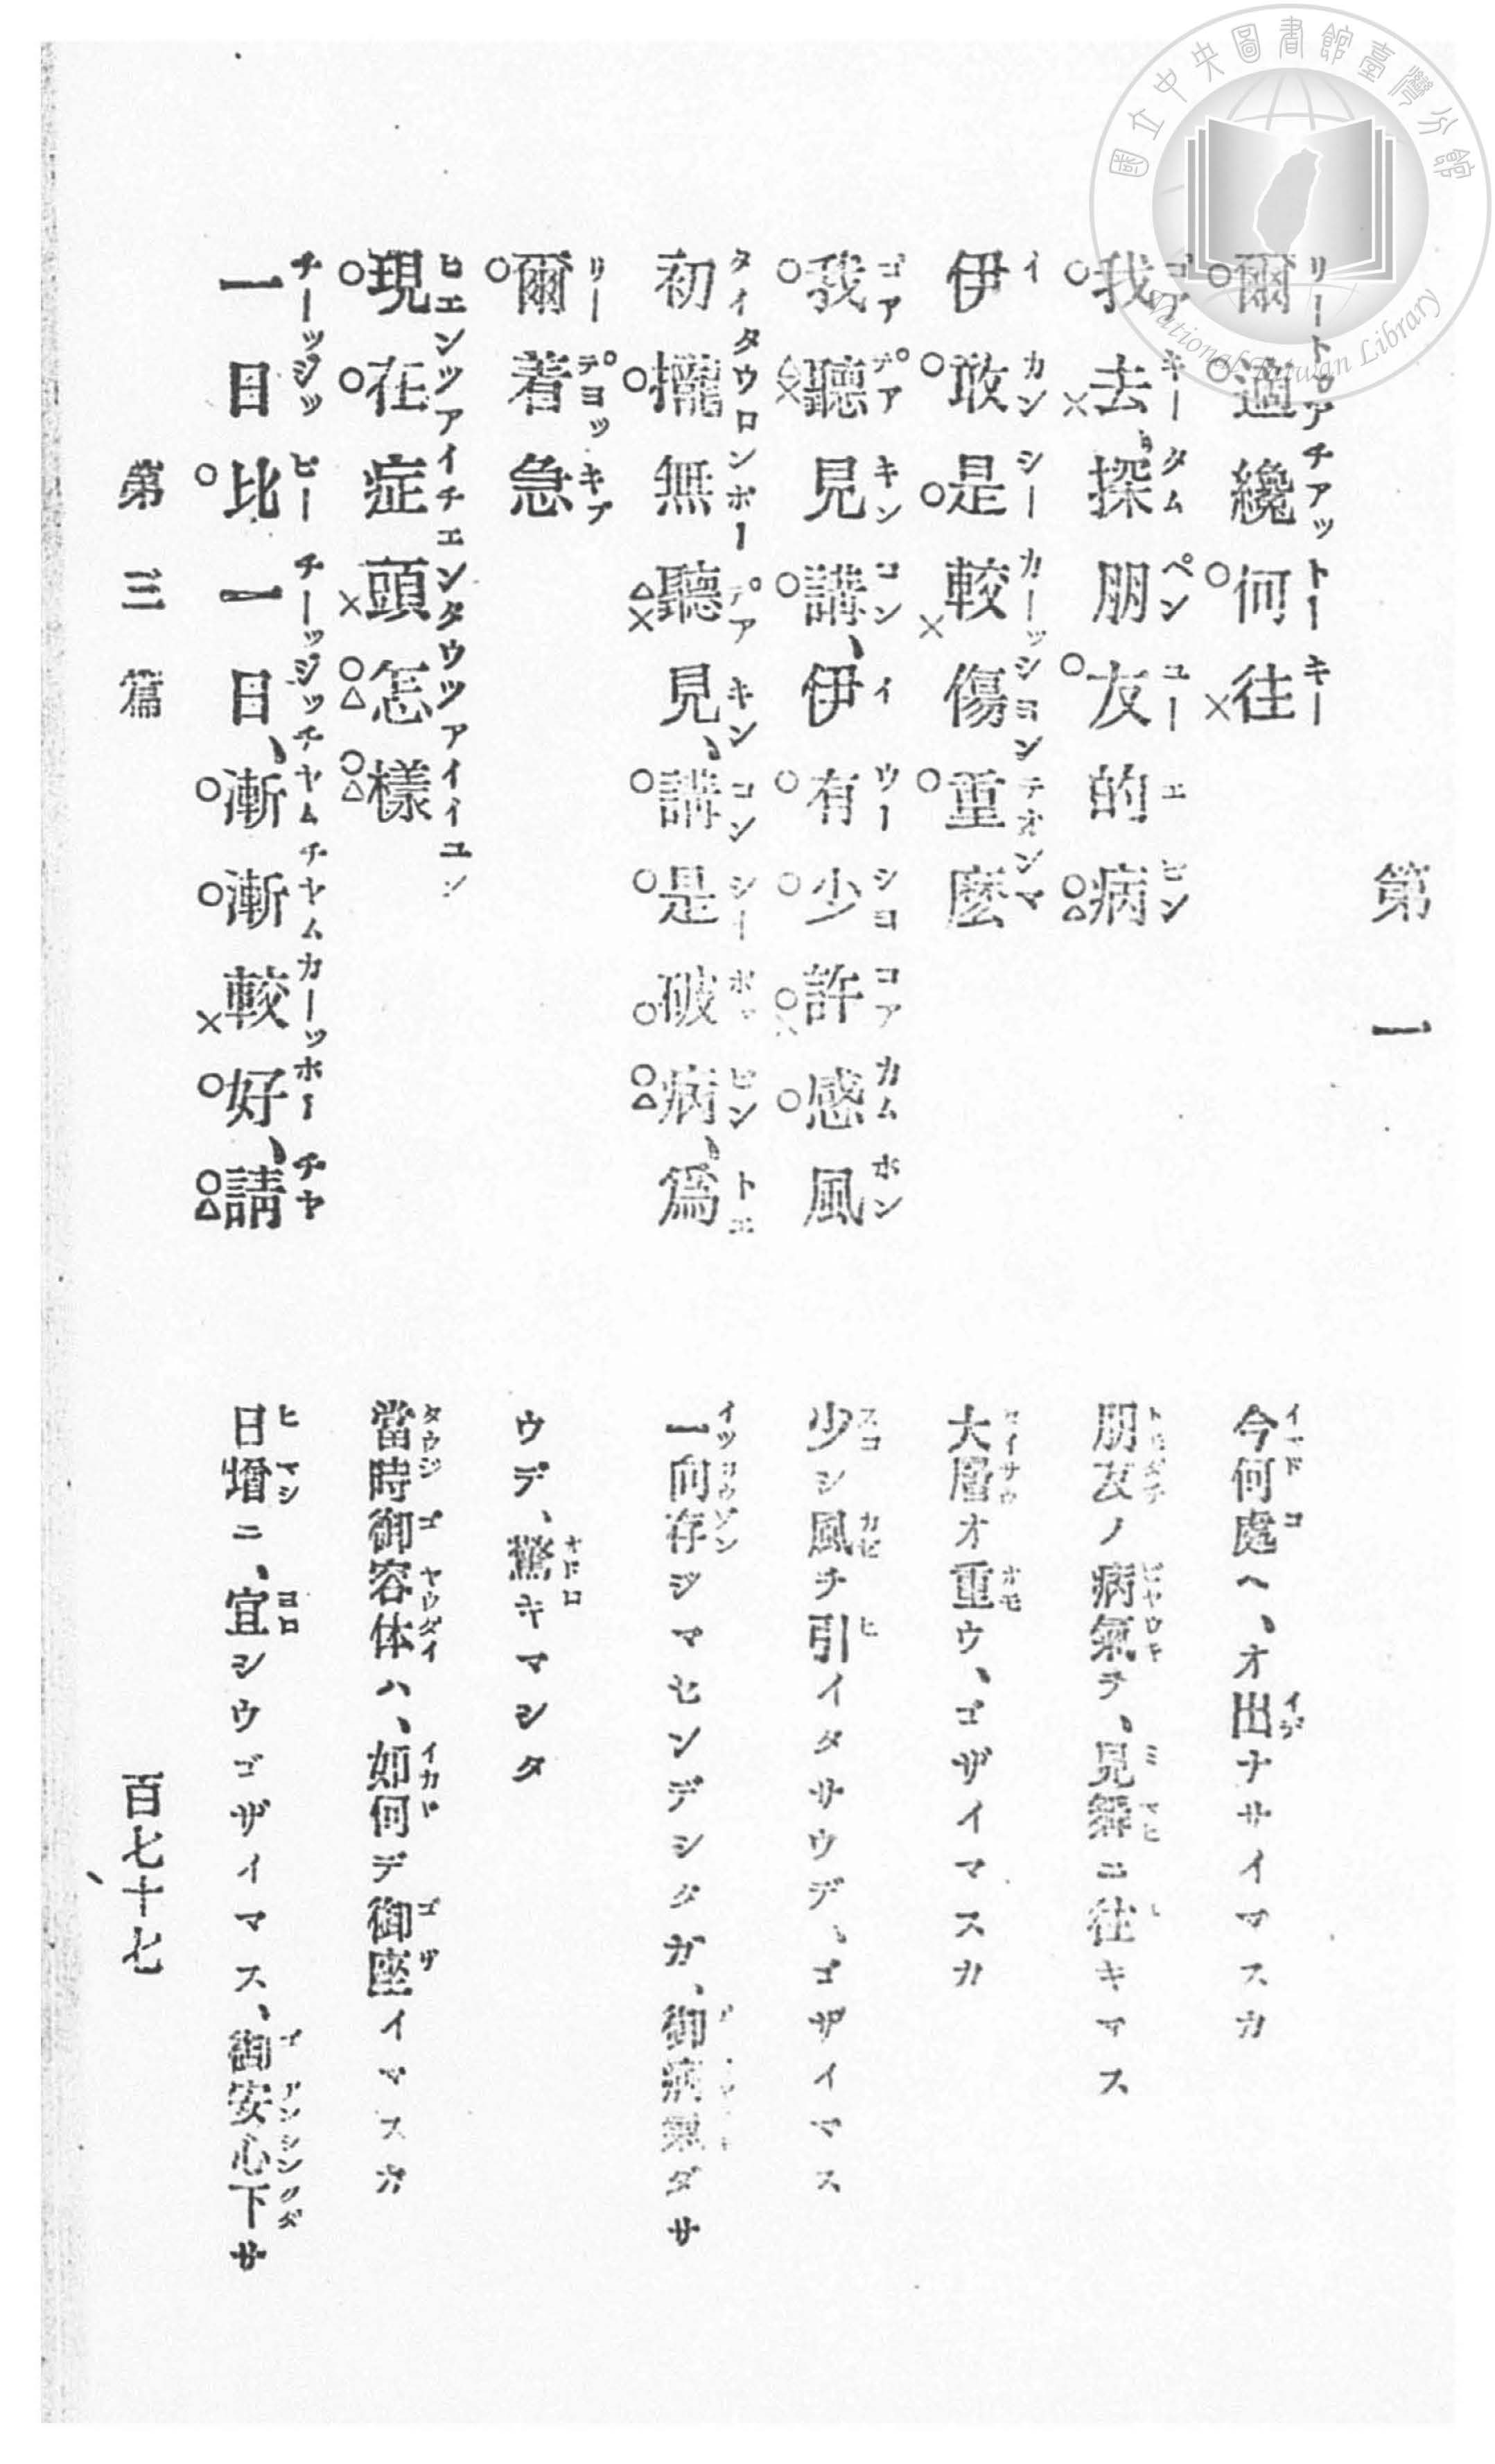 國立中央圖書館臺灣分館
National Taiwan Library
第一
爾適纔何往
今何處ヘ、オ出ナサイマスカ
我去探朋友的病
朋友ノ病氣ヲ、見舞ニ往キマス
伊敢是較傷重麼
大層オ重ウ、ゴザイマスカ
我聽見講、伊有少許感風
少シ風ヲ引イタサウデ、ゴザイマス
初攏無聽見、講是破病、為
一向存ジマセンデシタガ、御病氣ダサ
爾着急
ウデ、驚キマシタ
現在症頭怎樣
當時御容体ハ、如何デ御座イマスカ
一日比一日、漸漸較好、請
日增ニ、宜シウゴザイマス、御安心下サ
第三篇
百七十七